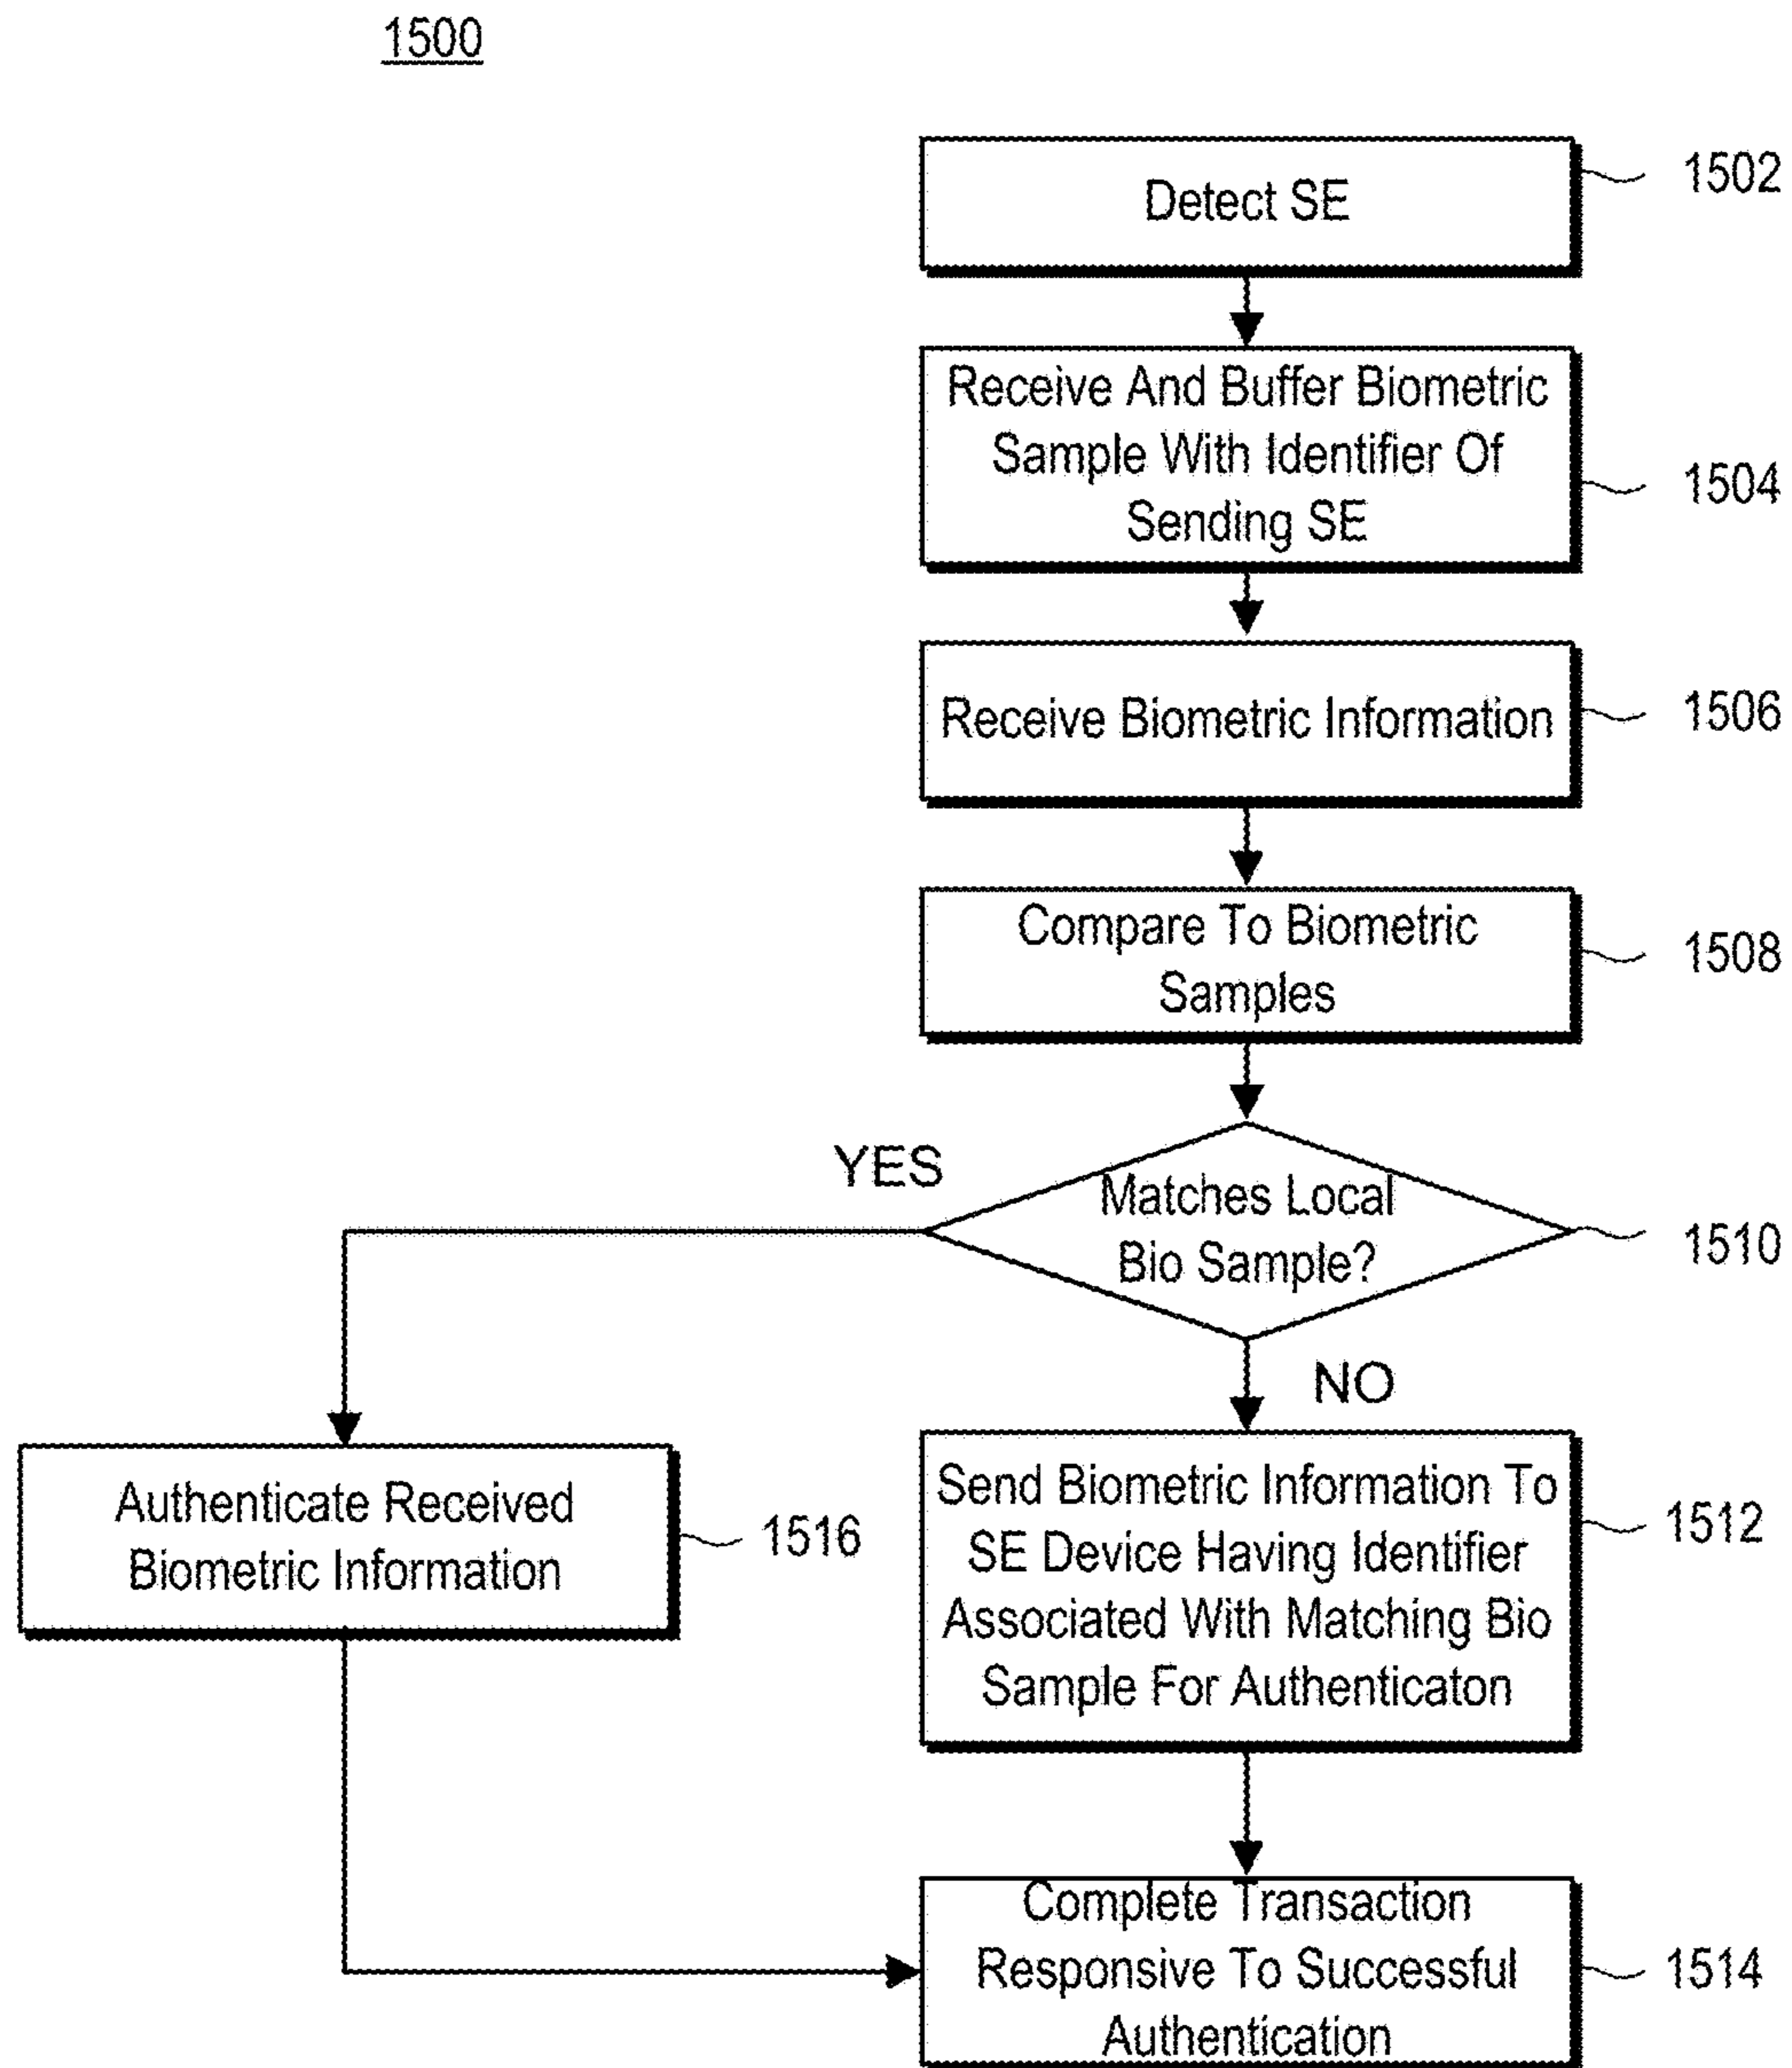 1500
Detect SE
1502
Receive And Buffer Biometric
Sample With Identifier Of
Sending SE
1504
Receive Biometric Information
1506
Compare To Biometric
Samples
1508
YES
Matches Local
Bio Sample?
1510
NO
Authenticate Received
Biometric Information
1516
Send Biometric Information To
SE Device Having Identifier
Associated With Matching Bio
Sample For Authenticaton
1512
Complete Transaction
Responsive To Successful
Authentication
1514